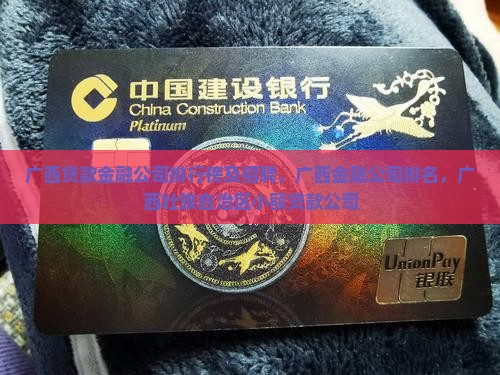 中国建设银行
China Construction Bank
Platinum
广西贷款金融公司排行榜及招聘，广西金融公司排名，广
西壮族自治区小额贷款公司
UnionPay
银联